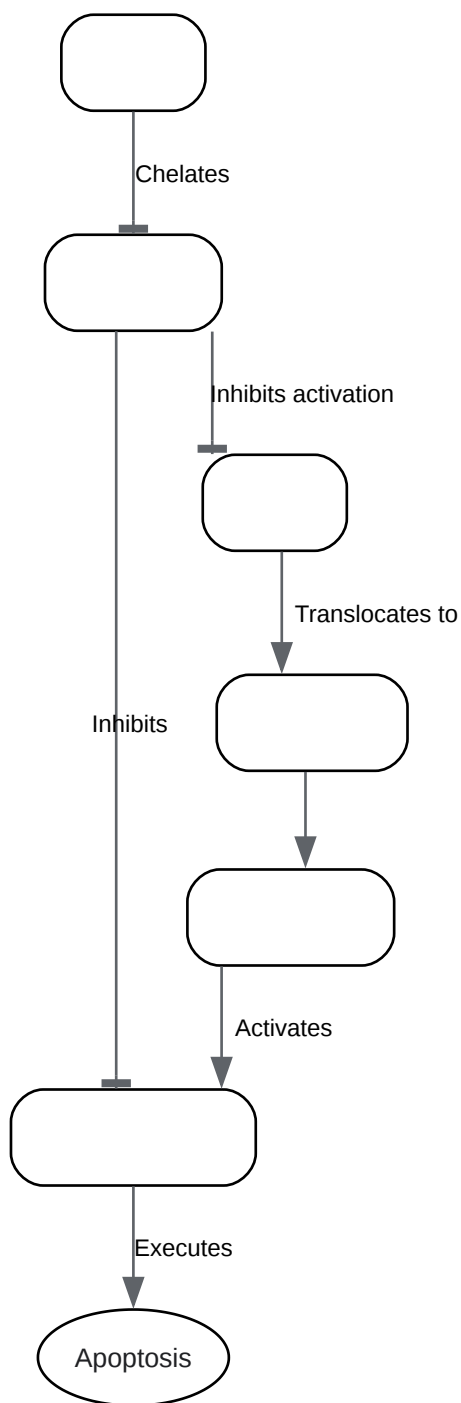 Chelates
Inhibits activation
Translocates to
Inhibits
Activates
Executes
Apoptosis